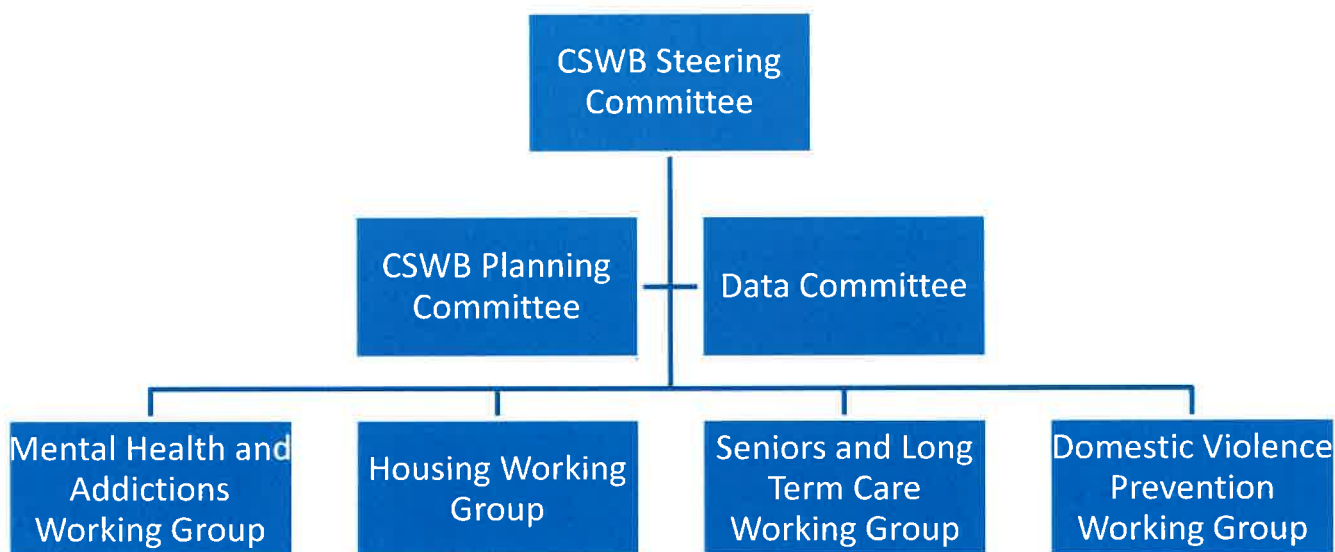 CSWB Steering
Committee
CSWB Planning
Committee
Data Committee
Mental Health and
Addictions
Working Group
Housing Working
Group
Seniors and Long
Term Care
Working Group
Domestic Violence
Prevention
Working Group